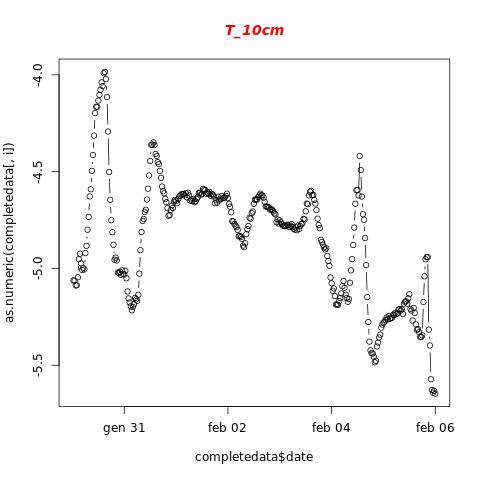 T_10cm
as.numeric(completedata[, i])
-4.0
-4.5
-5.0
-5.5
gen 31
feb 02
feb 04
feb 06
completedata$date